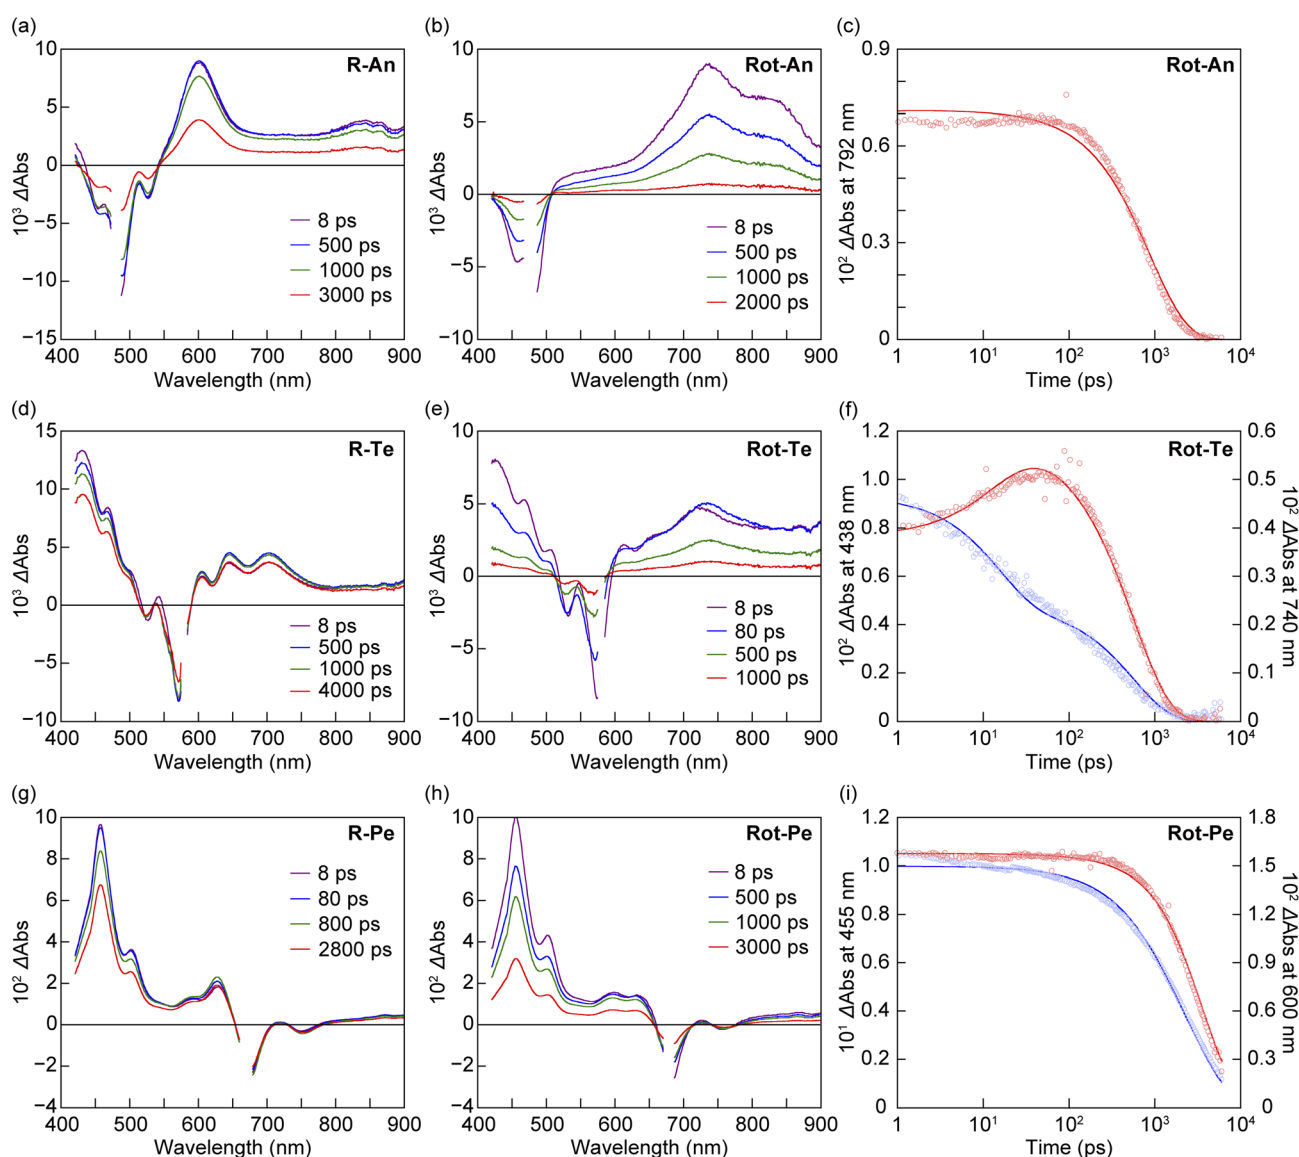 (a)
R-An
10³ ΔAbs
10
5
0
−5
−10
−15
8 ps
500 ps
1000 ps
3000 ps
400 500 600 700 800 900
Wavelength (nm)
(b)
Rot-An
10³ ΔAbs
10
5
0
−5
−10
8 ps
500 ps
1000 ps
2000 ps
400 500 600 700 800 900
Wavelength (nm)
(c)
Rot-An
10² ΔAbs at 792 nm
0.9
0.6
0.3
0
1 10¹ 10² 10³ 10⁴
Time (ps)
(d)
R-Te
10³ ΔAbs
15
10
5
0
−5
−10
8 ps
500 ps
1000 ps
4000 ps
400 500 600 700 800 900
Wavelength (nm)
(e)
Rot-Te
10³ ΔAbs
10
5
0
−5
−10
8 ps
80 ps
500 ps
1000 ps
400 500 600 700 800 900
Wavelength (nm)
(f)
Rot-Te
10² ΔAbs at 438 nm
1.2
1.0
0.8
0.6
0.4
0.2
0
0.6
0.5
0.4
0.3
0.2
0.1
0
10² ΔAbs at 740 nm
1 10¹ 10² 10³ 10⁴
Time (ps)
(g)
R-Pe
10² ΔAbs
10
8
6
4
2
0
−2
−4
8 ps
80 ps
800 ps
2800 ps
400 500 600 700 800 900
Wavelength (nm)
(h)
Rot-Pe
10² ΔAbs
10
8
6
4
2
0
−2
−4
8 ps
500 ps
1000 ps
3000 ps
400 500 600 700 800 900
Wavelength (nm)
(i)
Rot-Pe
10¹ ΔAbs at 455 nm
1.2
1.0
0.8
0.6
0.4
0.2
0
1.8
1.5
1.2
0.9
0.6
0.3
0
10² ΔAbs at 600 nm
1 10¹ 10² 10³ 10⁴
Time (ps)